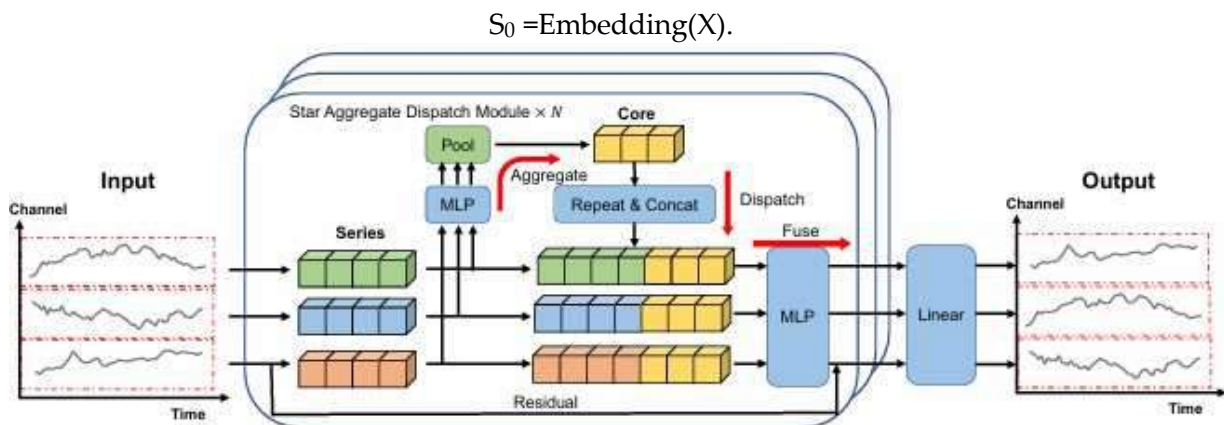 S₀ =Embedding(X).
Star Aggregate Dispatch Module × N
Core
Pool
Input
Aggregate
Output
Channel
MLP
Repeat & Concat
Dispatch
Channel
Series
Fuse
MLP
Linear
Residual
Time
Time